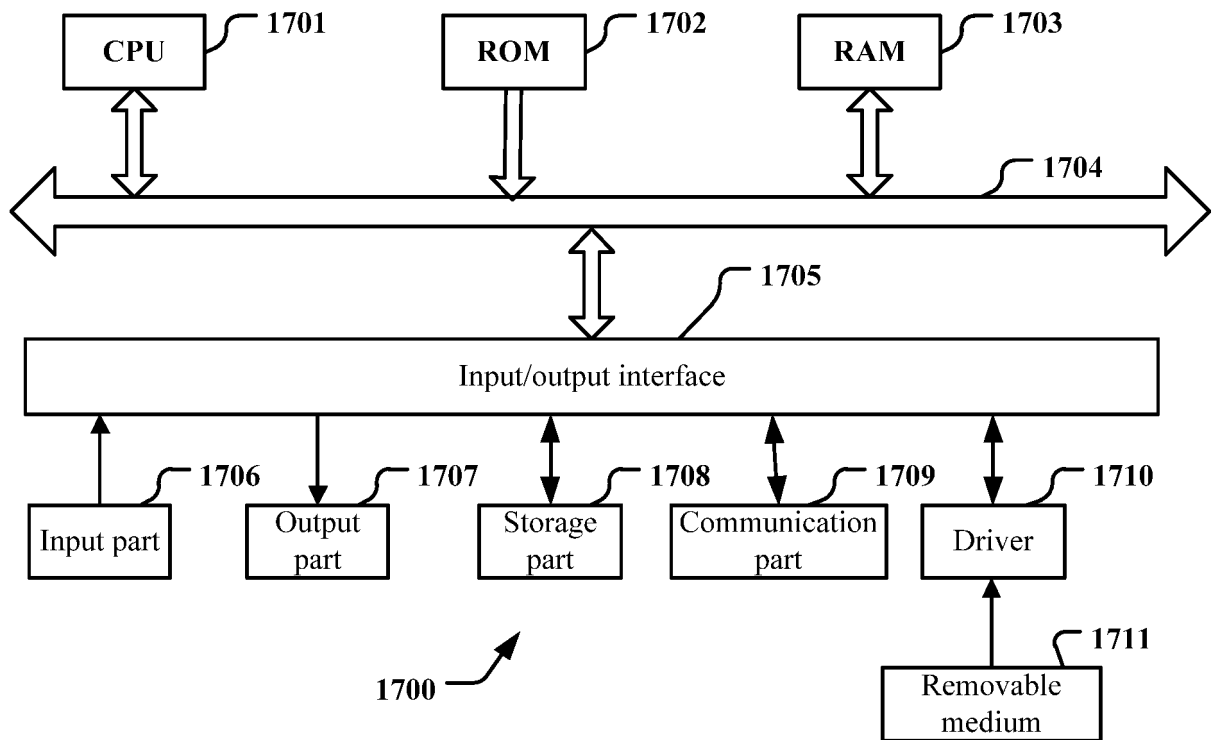 CPU
1701
ROM
1702
RAM
1703
1704
1705
Input/output interface
1706
1707
1708
1709
1710
Input part
Output
part
Storage
part
Communication
part
Driver
1700
1711
Removable
medium